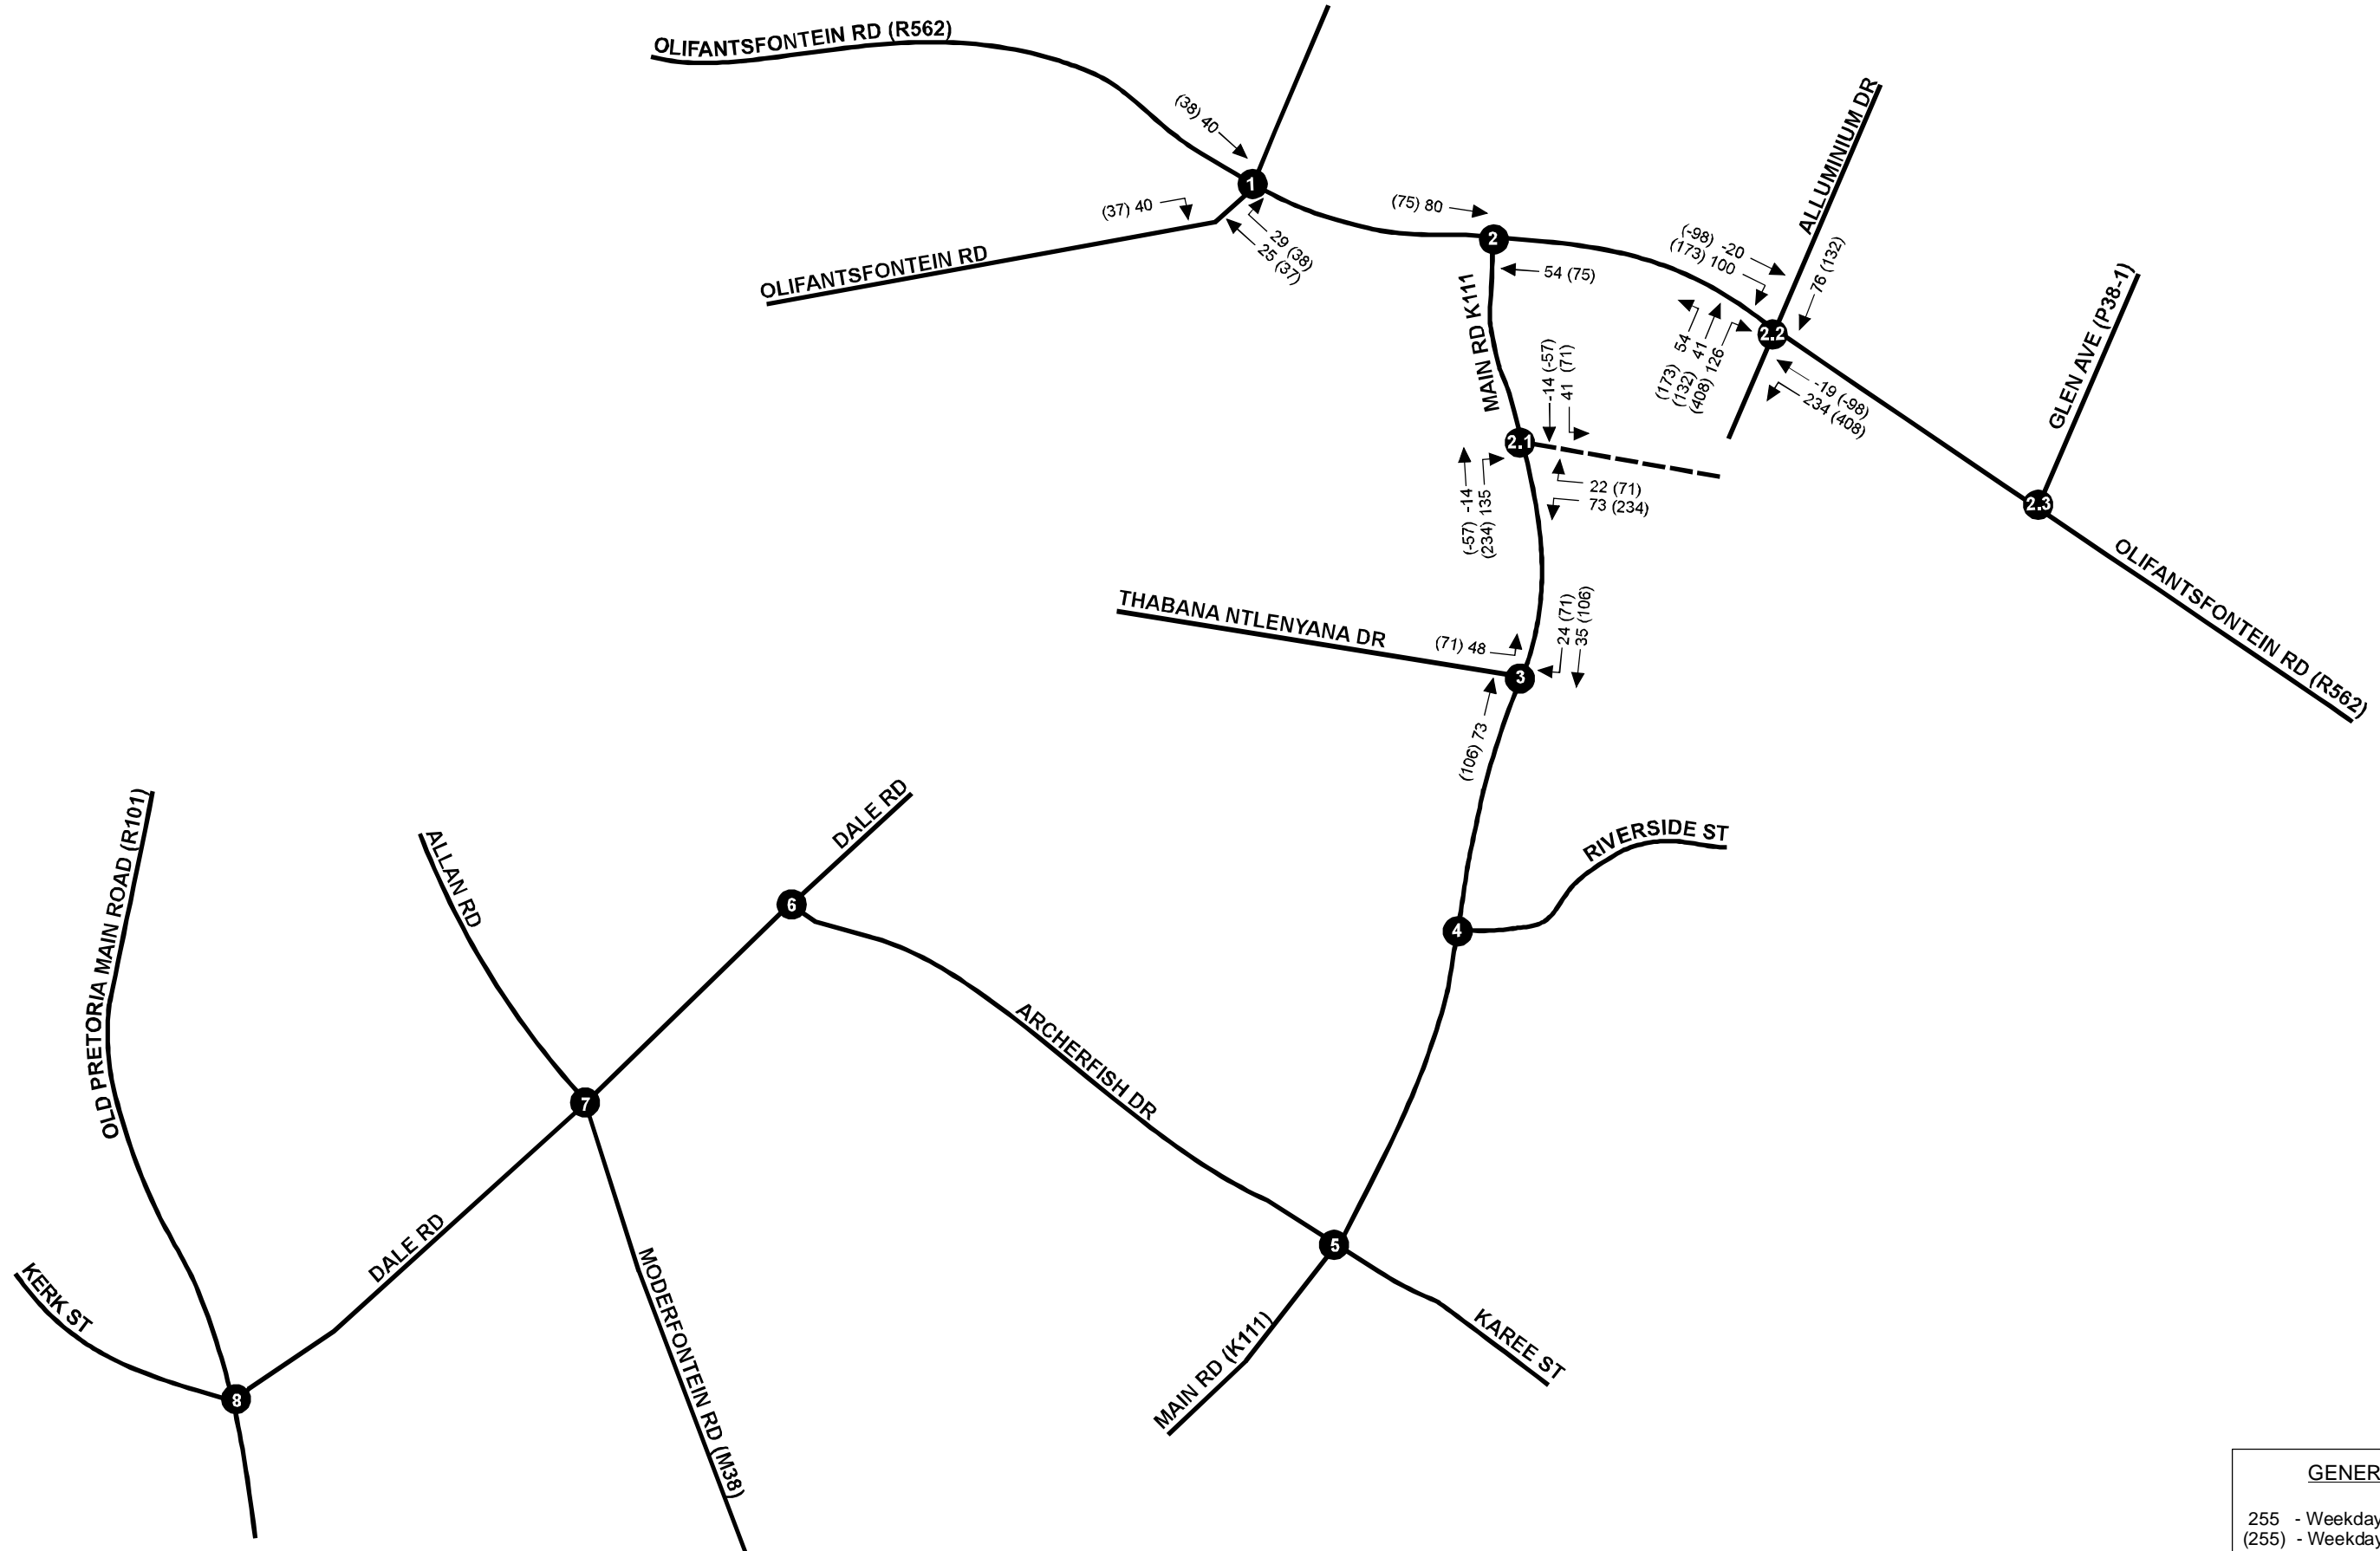 OLIFANTSFONTEIN RD (R562)
(38) 40
1
(37) 40
29 (38)
25 (37)
OLIFANTSFONTEIN RD
(75) 80
2
54 (75)
MAIN RD K111
ALLUMINIUM DR
(-98) -20
(173) 100
76 (132)
2.2
(173) 54
(132) 41
(408) 126
-19 (-98)
234 (408)
GLEN AVE (P38-1)
2.3
OLIFANTSFONTEIN RD (R562)
-14 (-57)
41 (71)
2.1
22 (71)
73 (234)
(-57) -14
(234) 135
THABANA NTLENYANA DR
(71) 48
24 (71)
35 (106)
3
(106) 73
RIVERSIDE ST
4
OLD PRETORIA MAIN ROAD (R101)
ALLAN RD
DALE RD
6
ARCHERFISH DR
7
5
DALE RD
MODERFONTEIN RD (M38)
KERK ST
8
MAIN RD (K111)
KAREE ST
GENER
255 - Weekday
(255) - Weekday